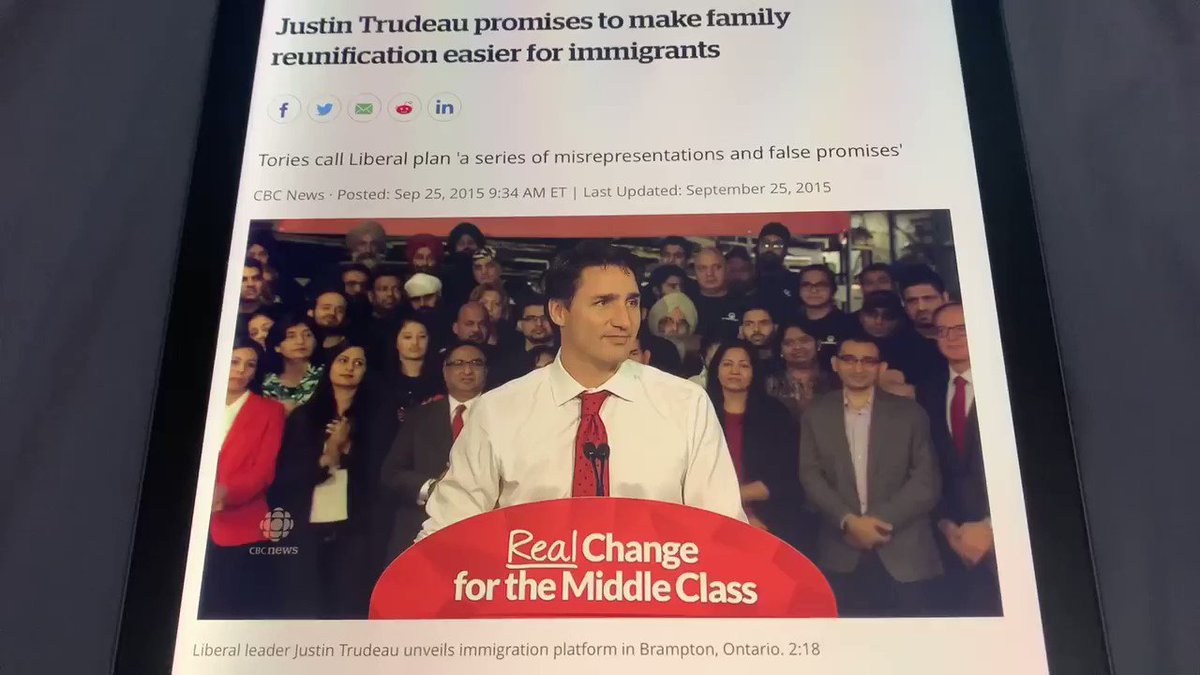 Justin Trudeau promises to make family
reunification easier for immigrants
f
in
Tories call Liberal plan 'a series of misrepresentations and false promises'
CBC News · Posted: Sep 25, 2015 9:34 AM ET | Last Updated: September 25, 2015
CBCnews
Real Change
for the Middle Class
Liberal leader Justin Trudeau unveils immigration platform in Brampton, Ontario. 2:18